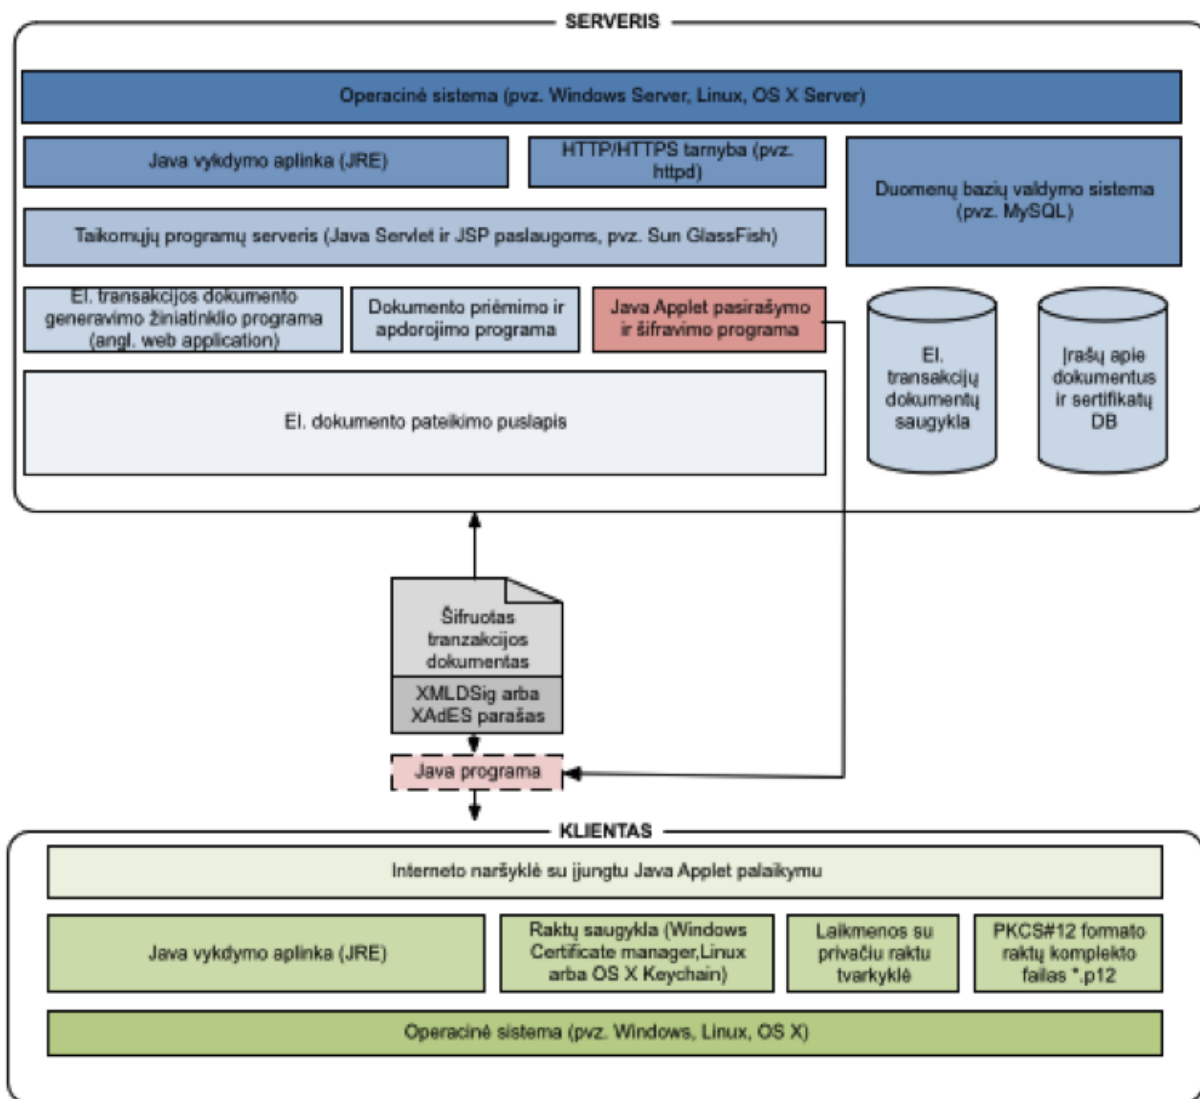 SERVERIS
Operacinė sistema (pvz. Windows Server, Linux, OS X Server)
Java vykdymo aplinka (JRE)
HTTP/HTTPS tarnyba (pvz.
httpd)
Duomenų bazių valdymo sistema
(pvz. MySQL)
Taikomųjų programų serveris (Java Servlet ir JSP paslaugoms, pvz. Sun GlassFish)
El. transakcijos dokumento
generavimo žiniatinklio programa
(angl. web application)
Dokumento priėmimo ir
apdorojimo programa
Java Applet pasirašymo
ir šifravimo programa
El.
transakcijų
dokumentų
saugykla
Įrašų apie
dokumentus
ir sertifikatų
DB
El. dokumento pateikimo puslapis
Šifruotas
tranzakcijos
dokumentas
XMLDSig arba
XAdES parašas
Java programa
KLIENTAS
Interneto naršyklė su įjungtu Java Applet palaikymu
Java vykdymo aplinka (JRE)
Raktų saugykla (Windows
Certificate manager,Linux
arba OS X Keychain)
Laikmenos su
privačiu raktu
tvarkyklė
PKCS#12 formato
raktų komplekto
failas *.p12
Operacinė sistema (pvz. Windows, Linux, OS X)